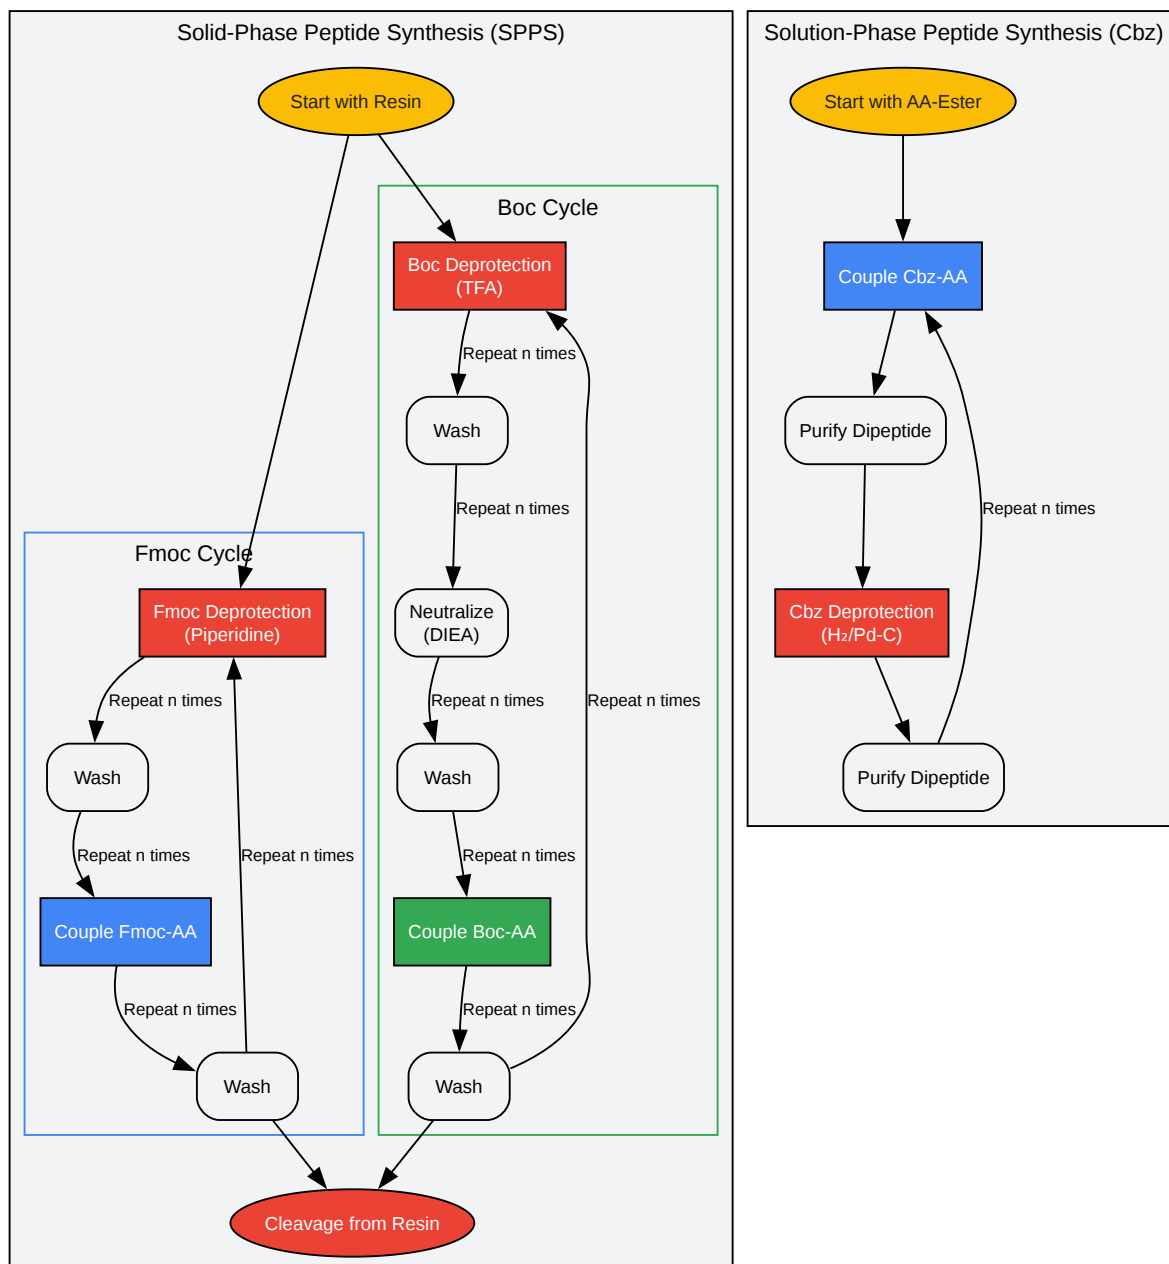 Solid-Phase Peptide Synthesis (SPPS)
Start with Resin
Boc Cycle
Boc Deprotection
(TFA)
Repeat n times
Wash
Repeat n times
Neutralize
(DIEA)
Repeat n times
Repeat n times
Wash
Repeat n times
Couple Boc-AA
Repeat n times
Wash
Fmoc Cycle
Fmoc Deprotection
(Piperidine)
Repeat n times
Wash
Repeat n times
Repeat n times
Couple Fmoc-AA
Repeat n times
Wash
Cleavage from Resin
Solution-Phase Peptide Synthesis (Cbz)
Start with AA-Ester
Couple Cbz-AA
Purify Dipeptide
Repeat n times
Cbz Deprotection
(H₂/Pd-C)
Purify Dipeptide